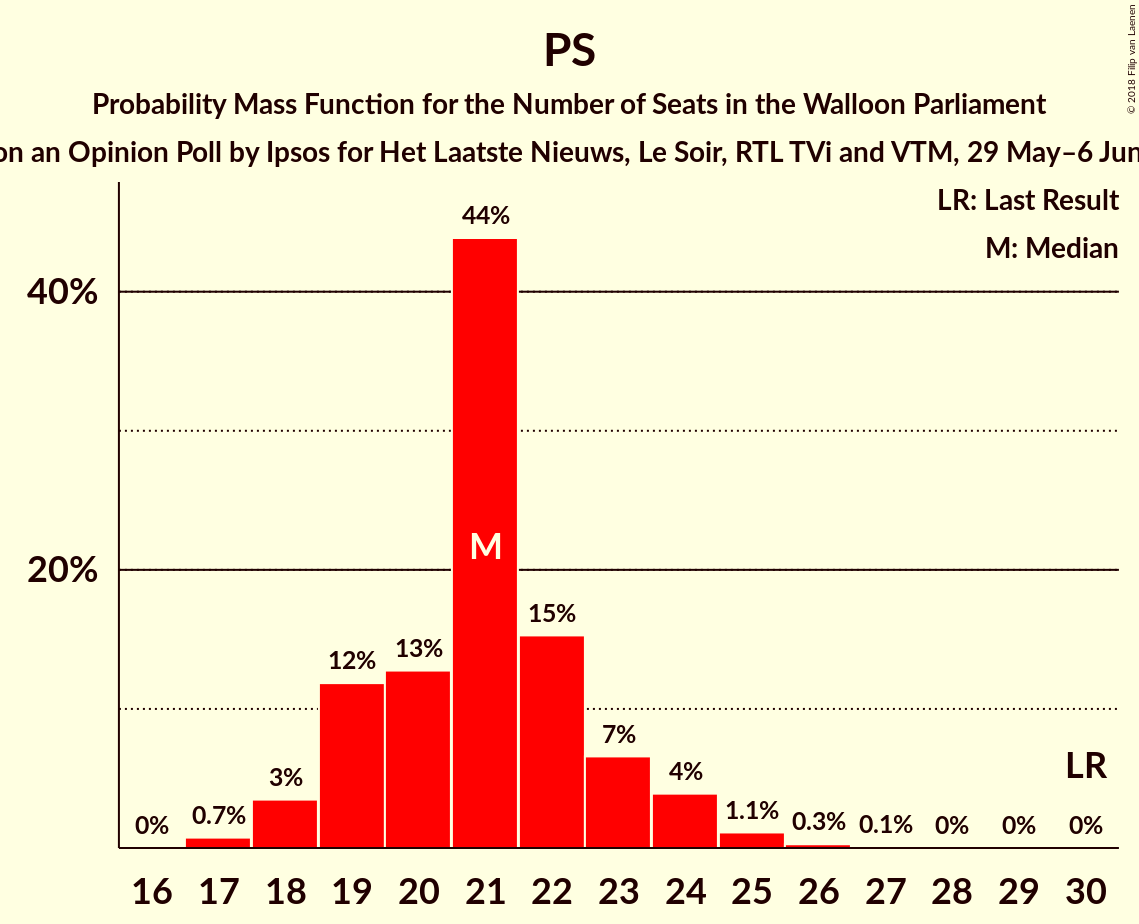 PS
Probability Mass Function for the Number of Seats in the Walloon Parliament
on an Opinion Poll by Ipsos for Het Laatste Nieuws, Le Soir, RTL TVi and VTM, 29 May–6 Jun
© 2018 Filip van Laenen
LR: Last Result
M: Median
40%
20%
0%
0.7%
3%
12%
13%
44%
M
15%
7%
4%
1.1%
0.3%
0.1%
0%
0%
0%
LR
16 17 18 19 20 21 22 23 24 25 26 27 28 29 30